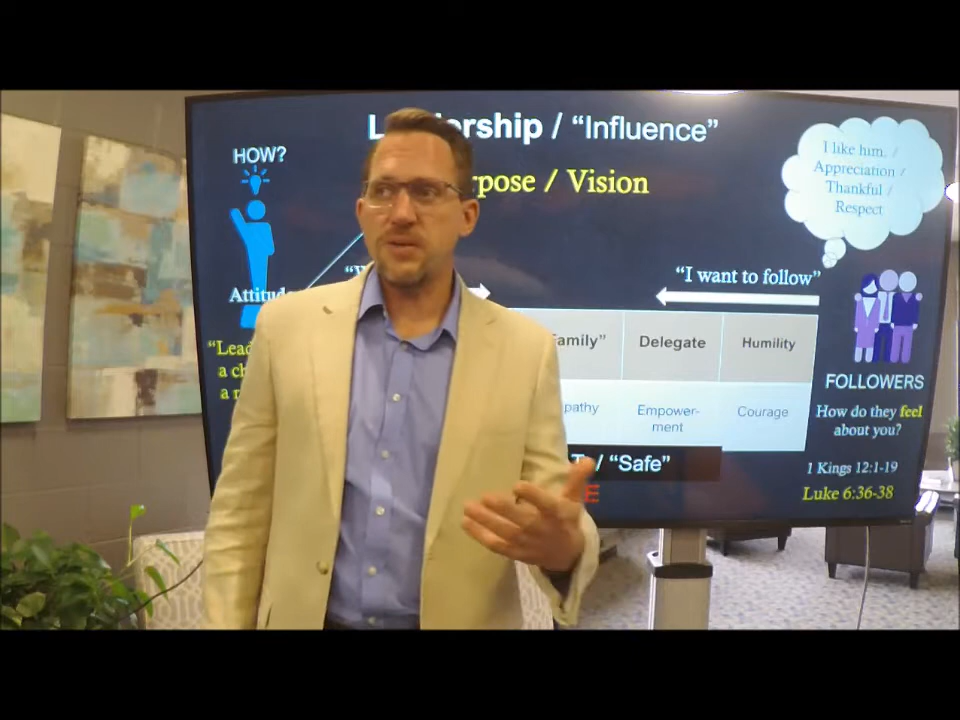 Leadership / “Influence”
Purpose / Vision
HOW?
I like him. /
Appreciation /
Thankful /
Respect
“I want to follow”
Attitude
“Lead
a
a
Family” Delegate Humility
Empower-
ment
Courage
/ “Safe”
FOLLOWERS
How do they feel
about you?
1 Kings 12:1-19
Luke 6:36-38